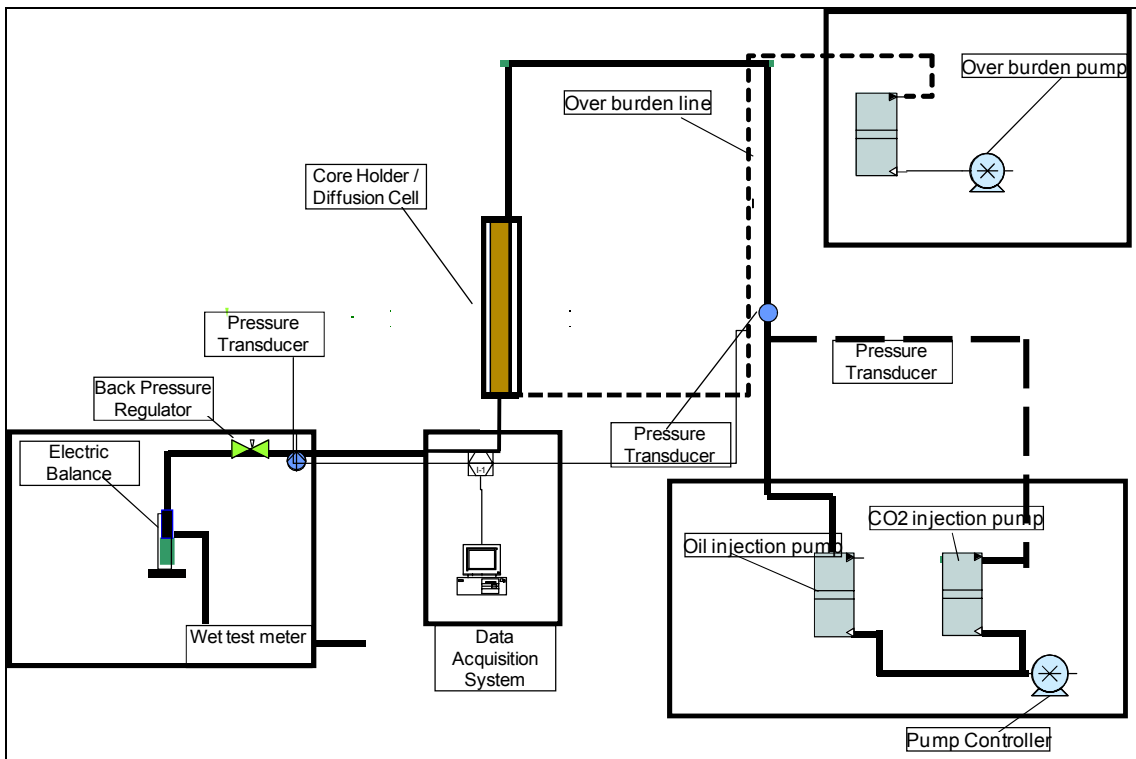 Over burden pump
Over burden line
Core Holder /
Diffusion Cell
Pressure
Transducer
Pressure
Transducer
Back Pressure
Regulator
Electric
Balance
Pressure
Transducer
I-1
CO2 injection pump
Oil injection pump
Wet test meter
Data
Acquisition
System
Pump Controller